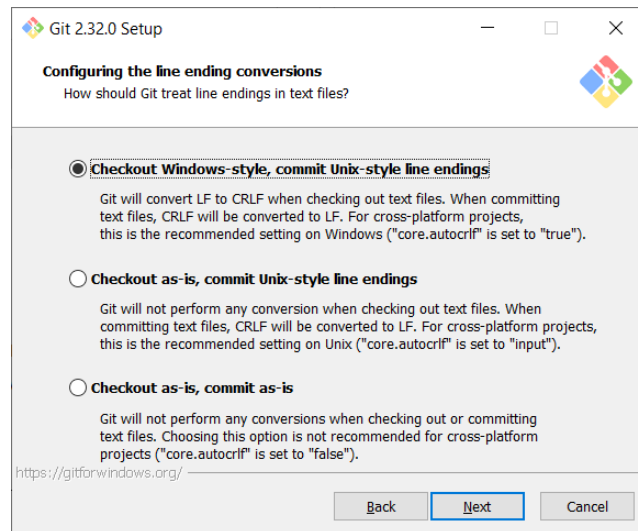 Git 2.32.0 Setup
Configuring the line ending conversions
How should Git treat line endings in text files?
Checkout Windows-style, commit Unix-style line endings
Git will convert LF to CRLF when checking out text files. When committing
text files, CRLF will be converted to LF. For cross-platform projects,
this is the recommended setting on Windows ("core.autocrlf" is set to "true").
Checkout as-is, commit Unix-style line endings
Git will not perform any conversion when checking out text files. When
committing text files, CRLF will be converted to LF. For cross-platform projects,
this is the recommended setting on Unix ("core.autocrlf" is set to "input").
Checkout as-is, commit as-is
Git will not perform any conversions when checking out or committing
text files. Choosing this option is not recommended for cross-platform
projects ("core.autocrlf" is set to "false").
https://gitforwindows.org/
Back Next Cancel